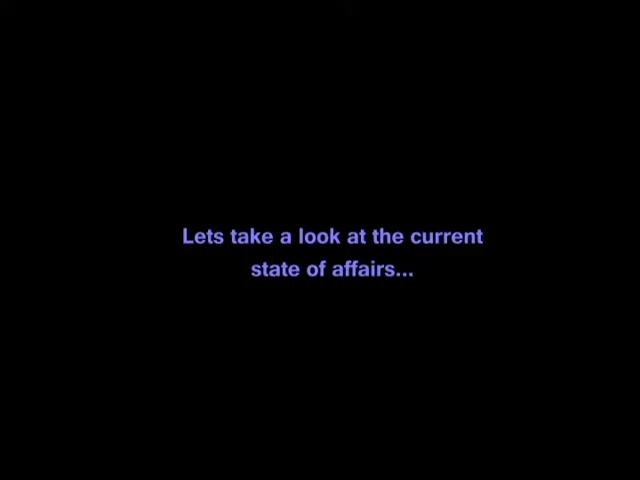 Lets take a look at the current
state of affairs...